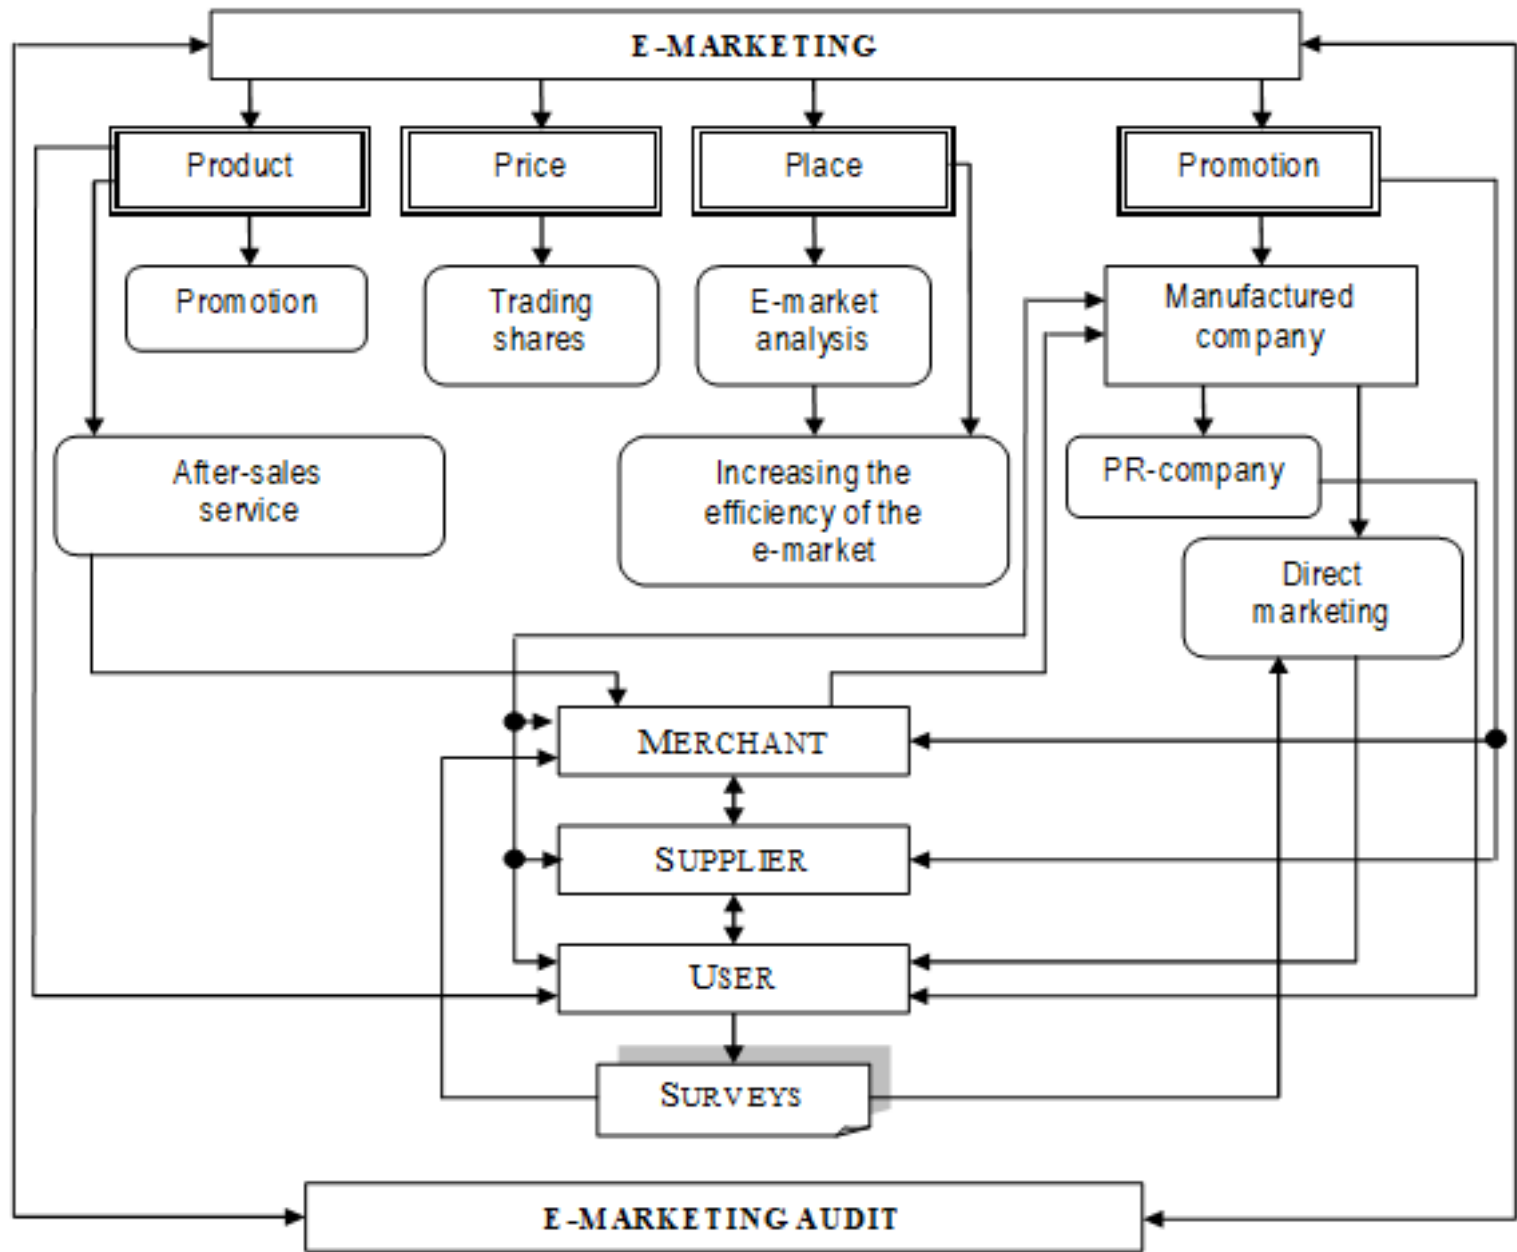 E-MARKETING
Product
Price
Place
Promotion
Promotion
Trading
shares
E-market
analysis
Manufactured
company
After-sales
service
Increasing the
efficiency of the
e-market
PR-company
Direct
marketing
MERCHANT
SUPPLIER
USER
SURVEYS
E-MARKETING AUDIT